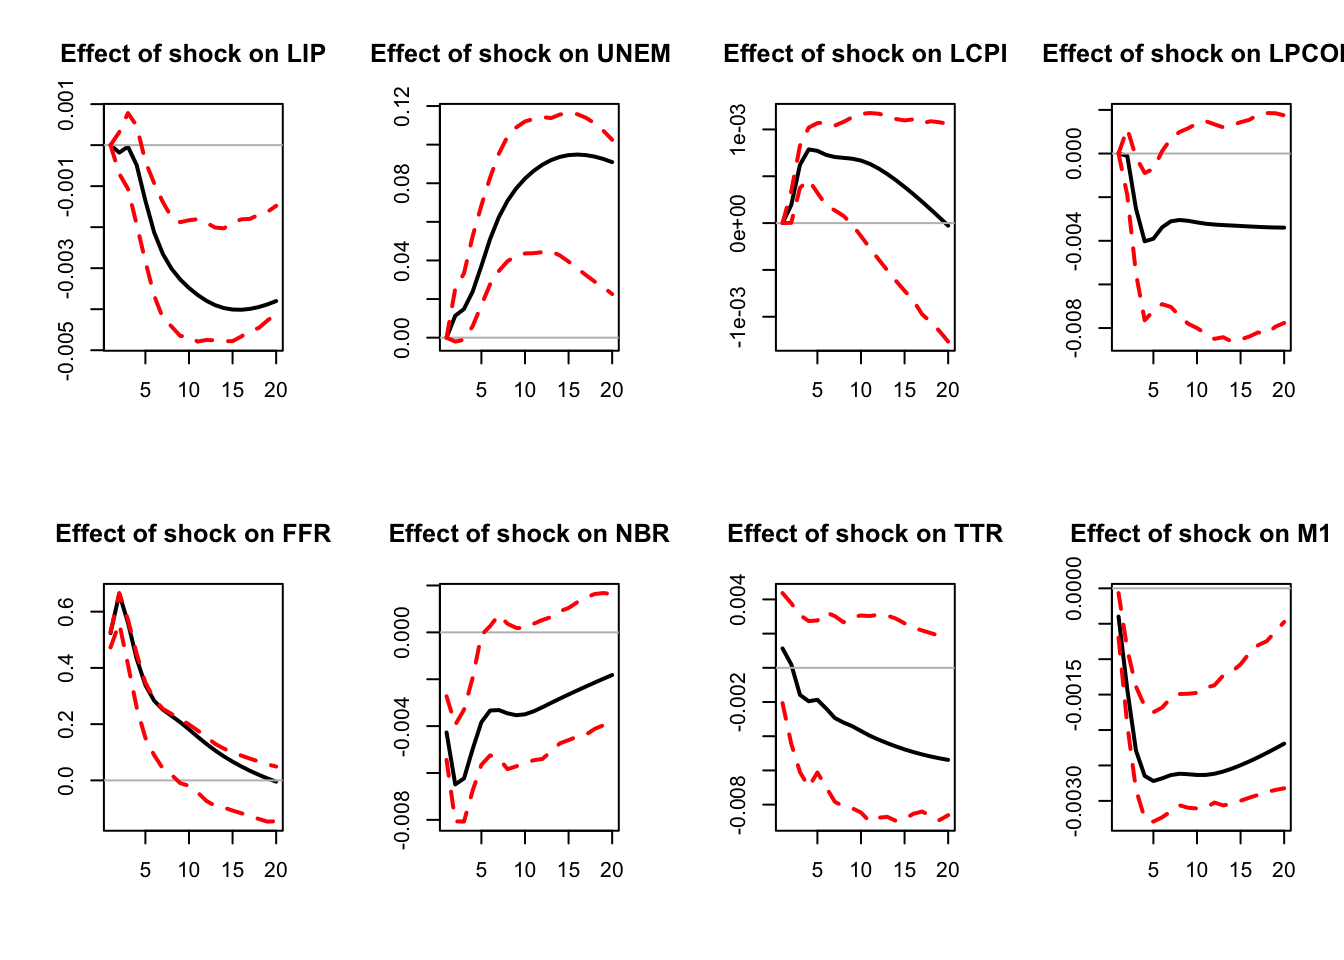 Effect of shock on LIP
0.001
-0.001
-0.003
-0.005
5 10 15 20
Effect of shock on UNEM
0.12
0.08
0.04
0.00
5 10 15 20
Effect of shock on LCPI
1e-03
0e+00
-1e-03
5 10 15 20
Effect of shock on LPCO
0.000
-0.004
-0.008
5 10 15 20
Effect of shock on FFR
0.6
0.4
0.2
0.0
5 10 15 20
Effect of shock on NBR
0.000
-0.004
-0.008
5 10 15 20
Effect of shock on TTR
0.004
-0.002
-0.008
5 10 15 20
Effect of shock on M1
0.0000
-0.0015
-0.0030
5 10 15 20